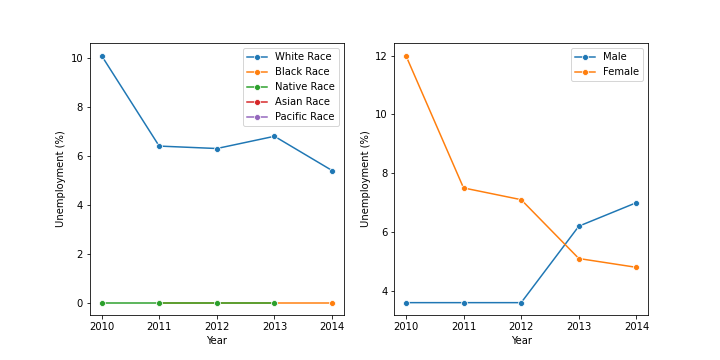 White Race
Black Race
Native Race
Asian Race
Pacific Race
10
8
6
4
2
0
Unemployment (%)
2010 2011 2012 2013 2014
Year
Male
Female
12
10
8
6
4
Unemployment (%)
2010 2011 2012 2013 2014
Year